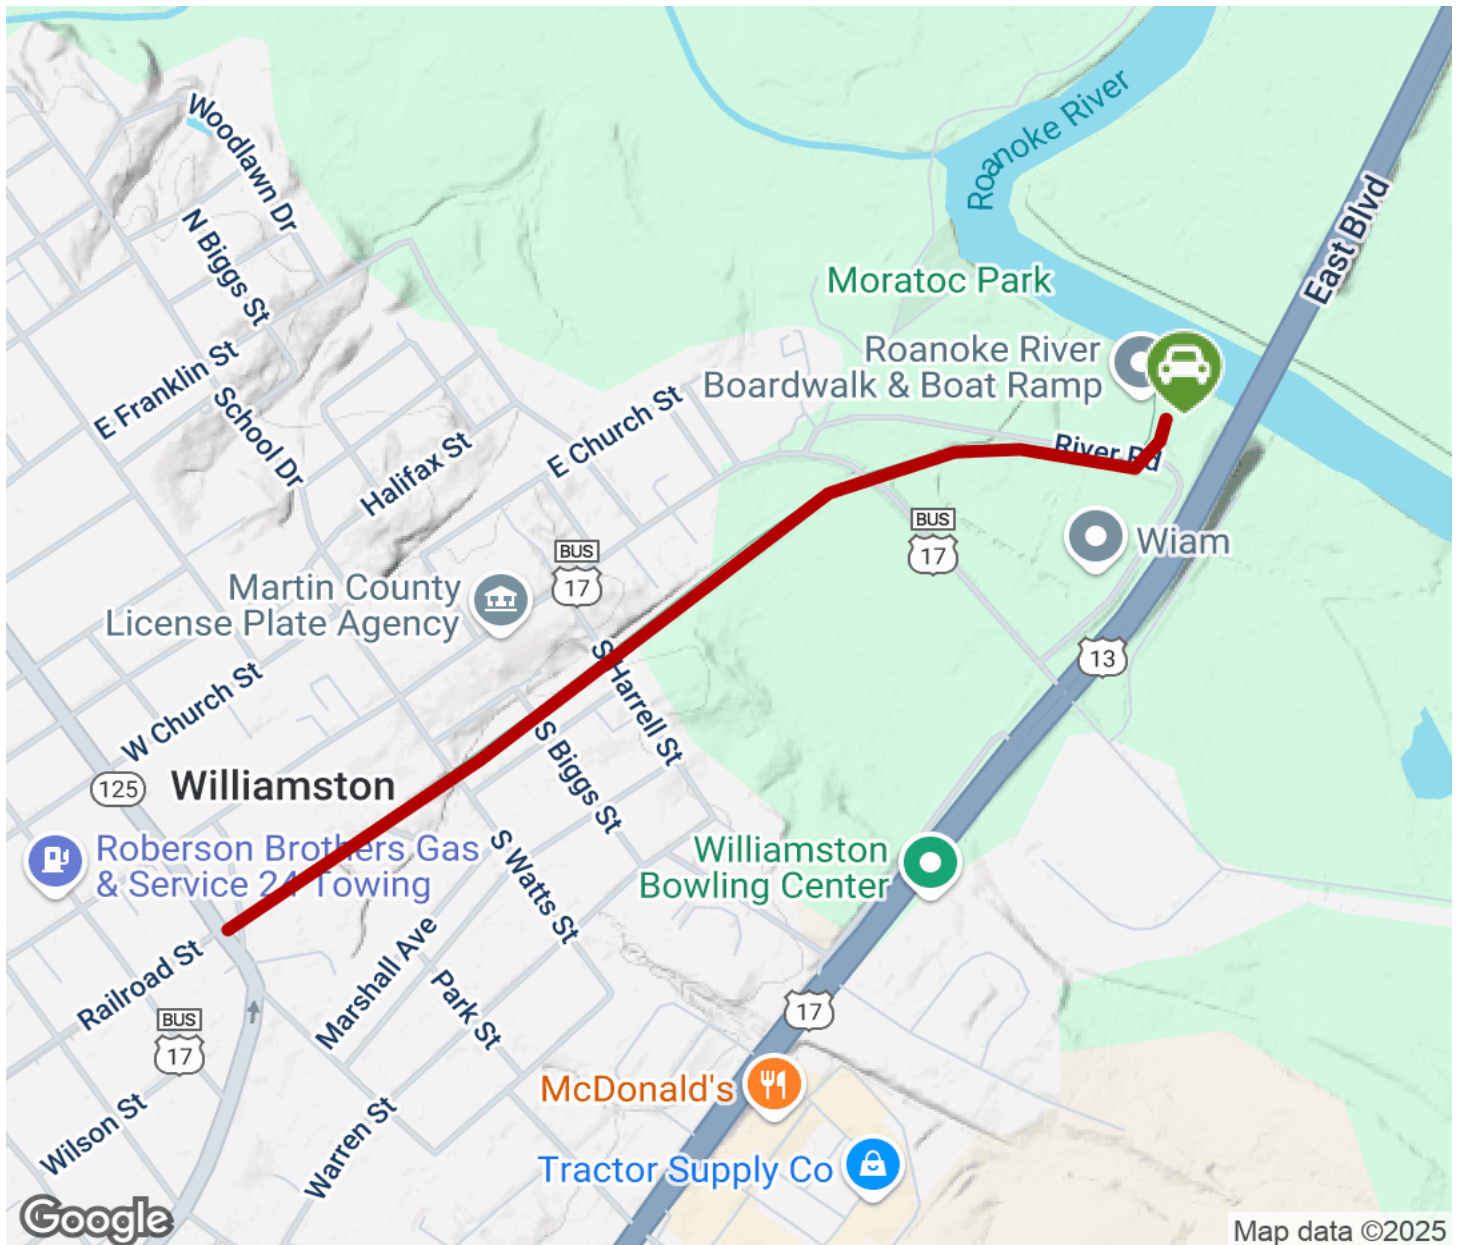 Woodlawn Dr
Roanoke River
N Biggs St
East Blvd
Moratoc Park
E Franklin St
Roanoke River
Boardwalk & Boat Ramp
School Dr
E Church St
Halifax St
River Rd
BUS
17
Wiam
BUS
17
Martin County
License Plate Agency
S Harrell St
13
W Church St
S Biggs St
125
Williamston
Roberson Brothers Gas
& Service 24 Towing
S Watts St
Williamston
Bowling Center
Marshall Ave
Railroad St
Park St
17
BUS
17
McDonald's
Wilson St
Warren St
Tractor Supply Co
Google
Map data ©2025